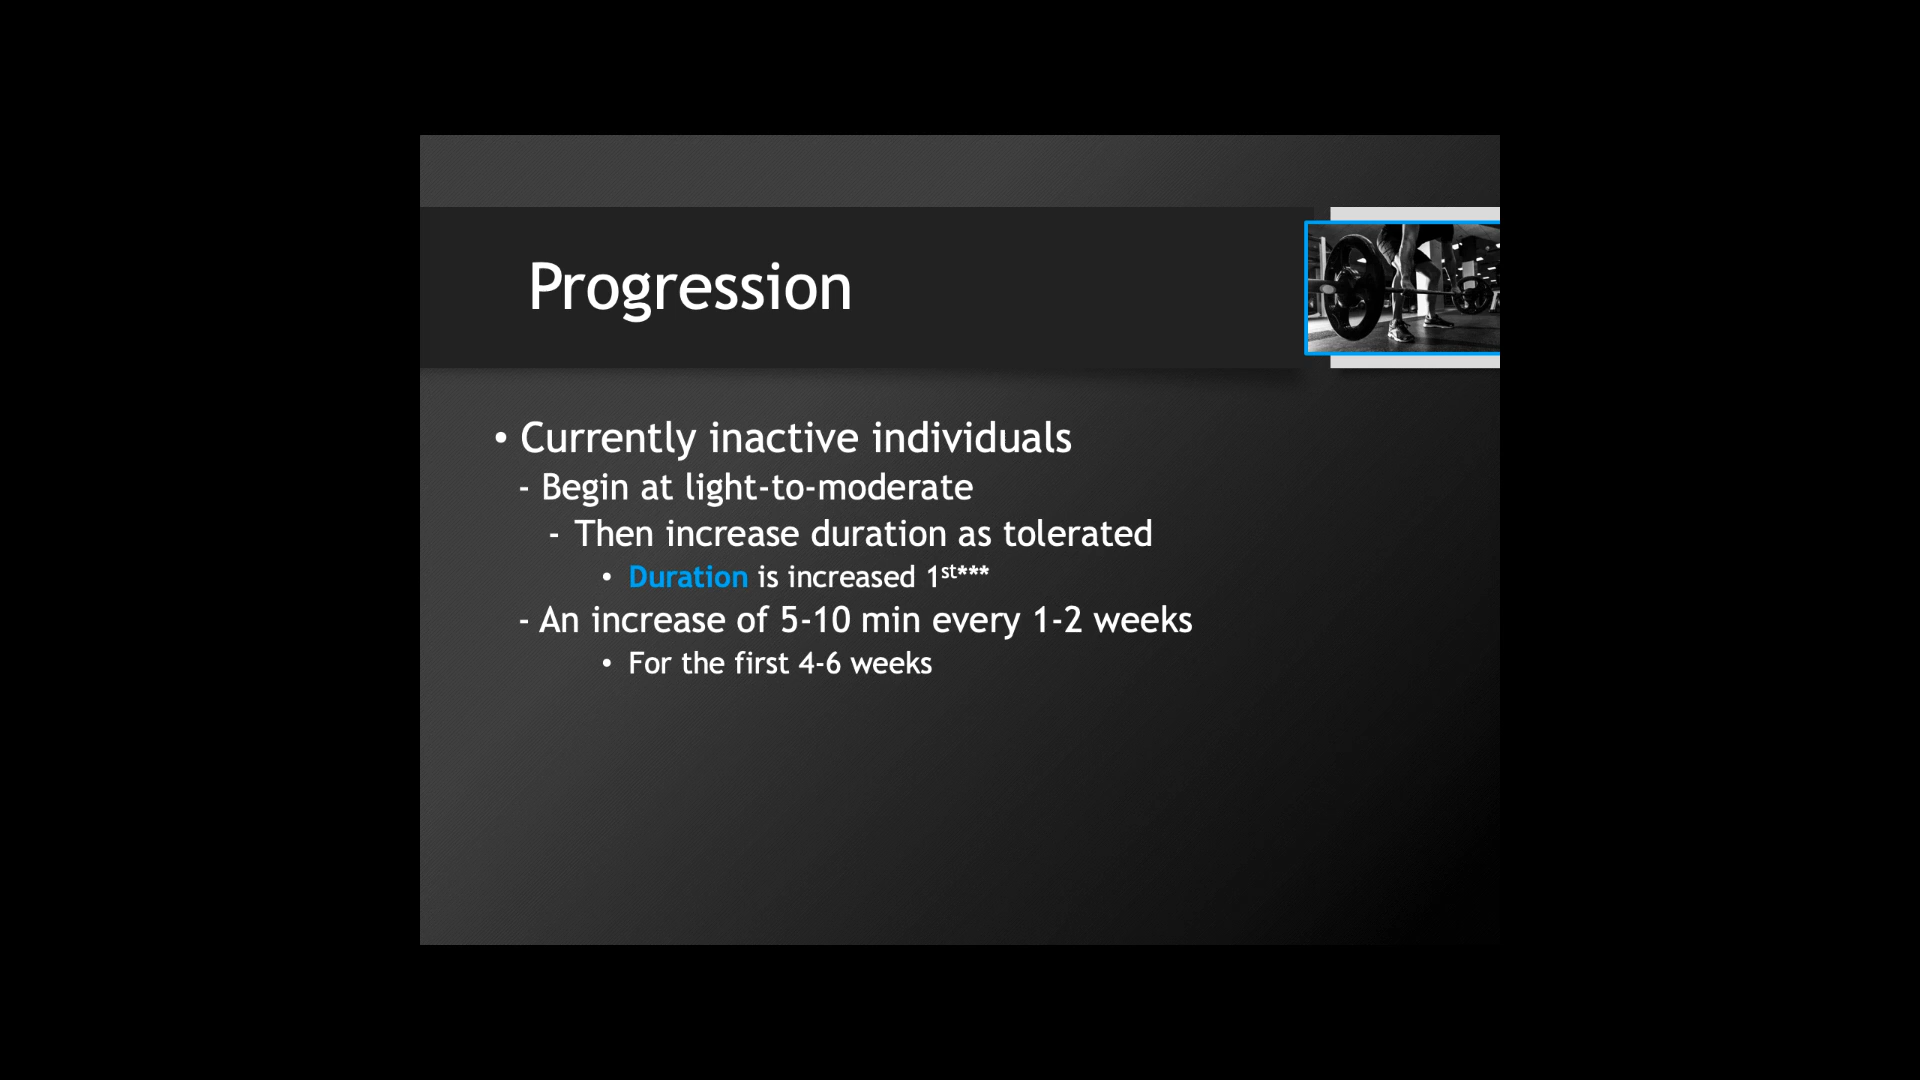 Progression
• Currently inactive individuals
- Begin at light-to-moderate
- Then increase duration as tolerated
• Duration is increased 1st***
- An increase of 5-10 min every 1-2 weeks
• For the first 4-6 weeks